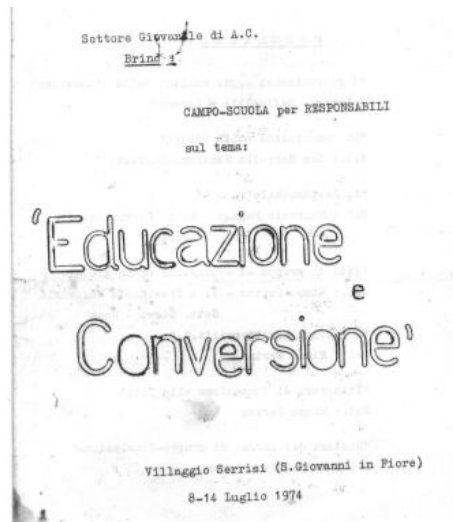 Settore Giovanile di A.C.
Brindisi
CAMPO-SCUOLA per RESPONSABILI
sul tema:
'Educazione
e
Conversione'
Villaggio Serrisi (S.Giovanni in Fiore)
8-14 Luglio 1974